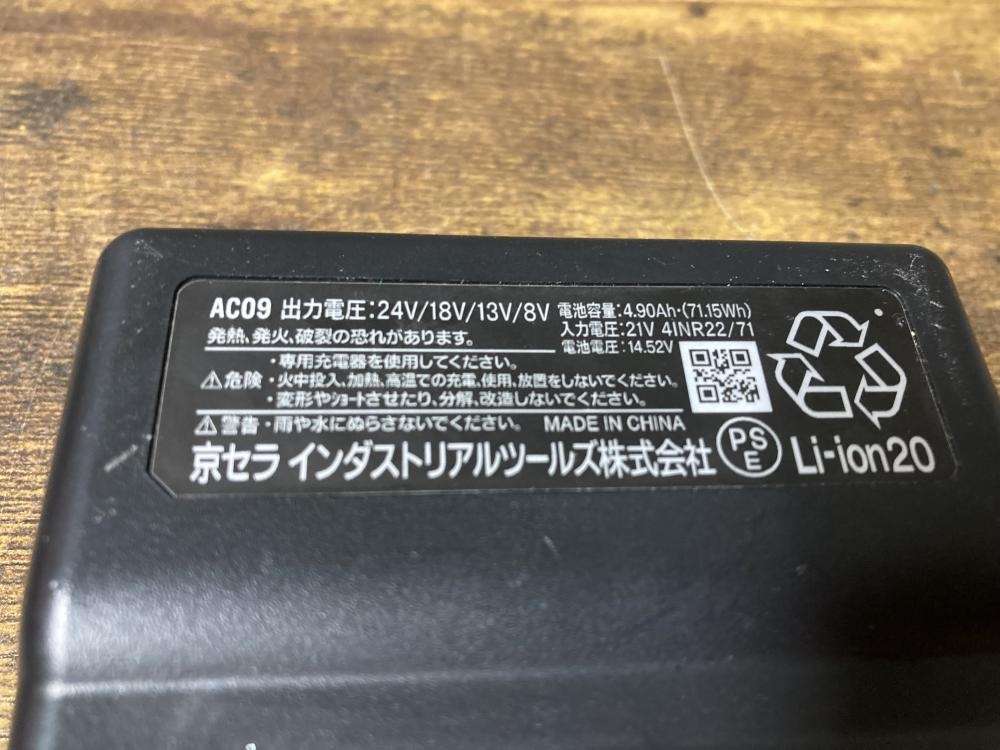 AC09 出力電圧:24V/18V/13V/8V 電池容量:4.90Ah・(71.15Wh)
発熱、発火、破裂の恐れがあります。 入力電圧:21V 4INR22/71
電池電圧:14.52V
・専用充電器を使用してください。
⚠危険・火中投入、加熱、高温での充電、使用、放置をしないでください。
・変形やショートさせたり、分解、改造しないでください。
⚠警告・雨や水にぬらさないでください。 MADE IN CHINA
京セラ インダストリアルツールズ株式会社 PSE Li-ion20